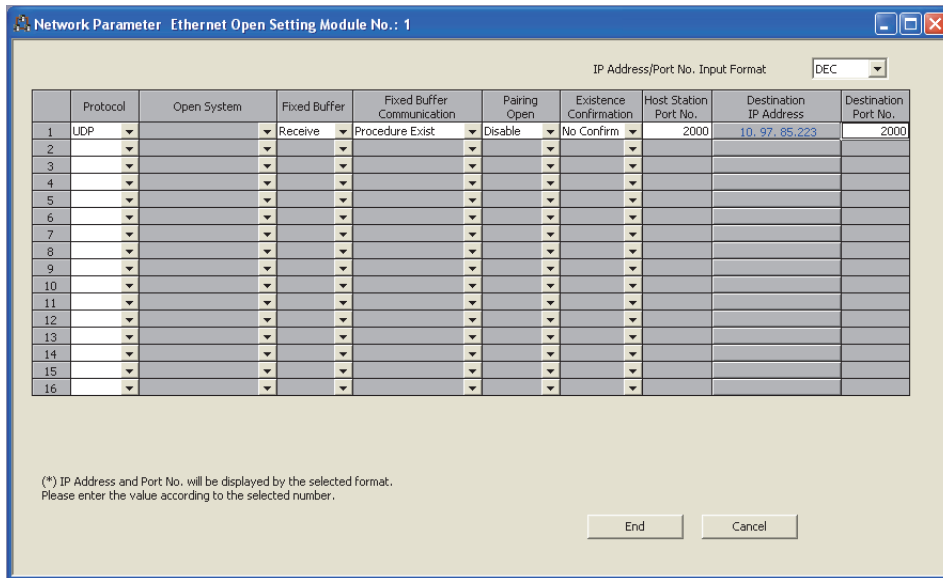 Network Parameter Ethernet Open Setting Module No.: 1
IP Address/Port No. Input Format DEC
Protocol Open System Fixed Buffer Fixed Buffer Communication Pairing Open Existence Confirmation Host Station Port No. Destination IP Address Destination Port No.
1 UDP Receive Procedure Exist Disable No Confirm 2000 10. 97. 85.223 2000
2
3
4
5
6
7
8
9
10
11
12
13
14
15
16
(*) IP Address and Port No. will be displayed by the selected format.
Please enter the value according to the selected number.
End Cancel